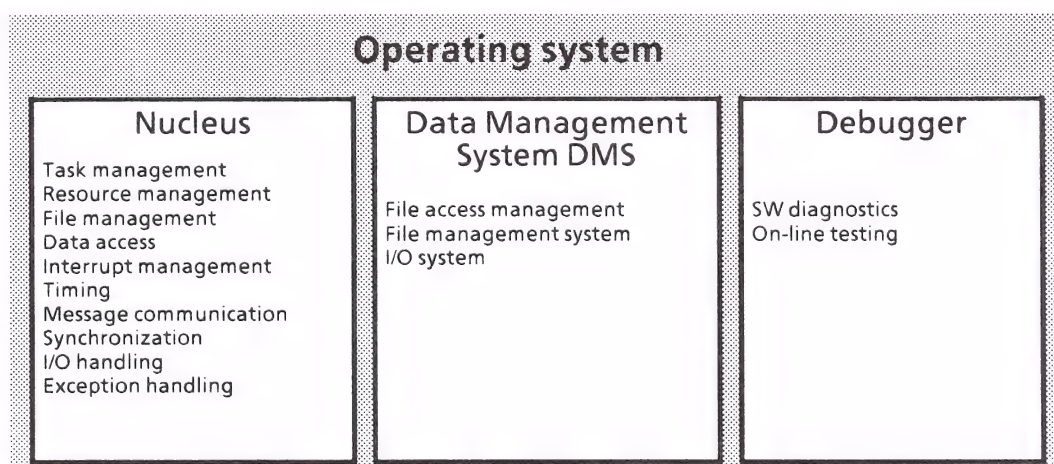 Operating system
Nucleus
Task management
Resource management
File management
Data access
Interrupt management
Timing
Message communication
Synchronization
I/O handling
Exception handling
Data Management
System DMS
File access management
File management system
I/O system
Debugger
SW diagnostics
On-line testing